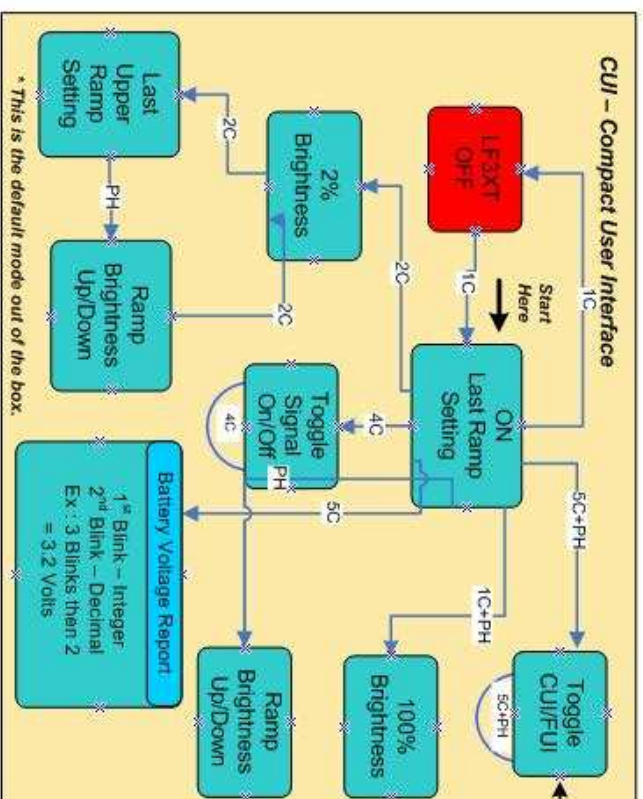 CUI – Compact User Interface
1C
LF3XT
OFF
1C
Start
Here
ON
Last Ramp
Setting
5C+PH
Toggle
CUI/FUI
5C+PH
2C
2%
Brightness
2C
Last
Upper
Ramp
Setting
PH
Ramp
Brightness
Up/Down
2C
4C
Toggle
Signal
On/Off
4C
PH
5C
1C+PH
100%
Brightness
Ramp
Brightness
Up/Down
Battery Voltage Report
1st Blink – Integer
2nd Blink – Decimal
Ex : 3 Blinks then 2
= 3.2 Volts
* This is the default mode out of the box.